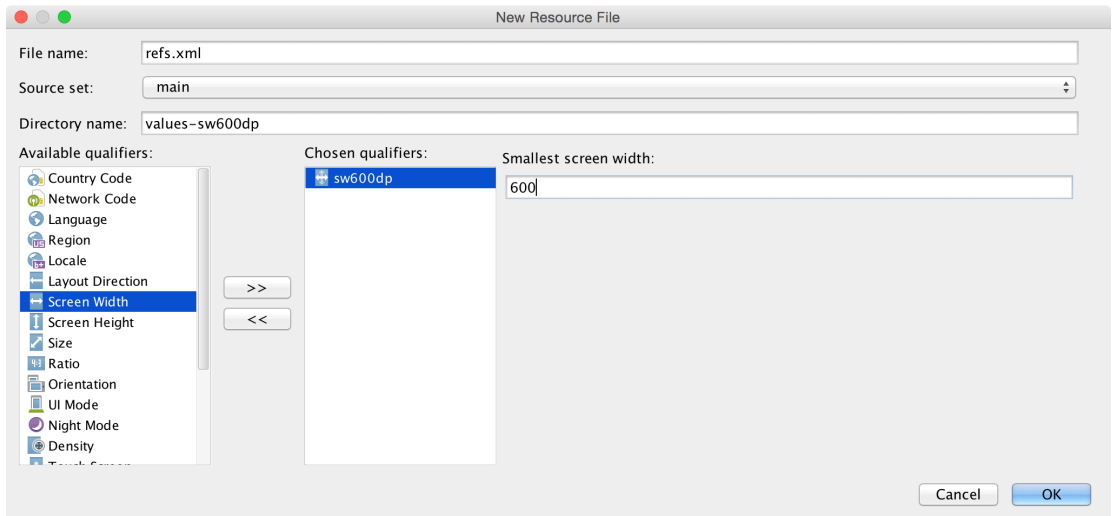 New Resource File
File name: refs.xml
Source set: main
Directory name: values-sw600dp
Available qualifiers:
Chosen qualifiers:
Smallest screen width:
Country Code
Network Code
Language
Region
Locale
Layout Direction
Screen Width
Screen Height
Size
Ratio
Orientation
UI Mode
Night Mode
Density
>>
<<
sw600dp
600
Cancel
OK